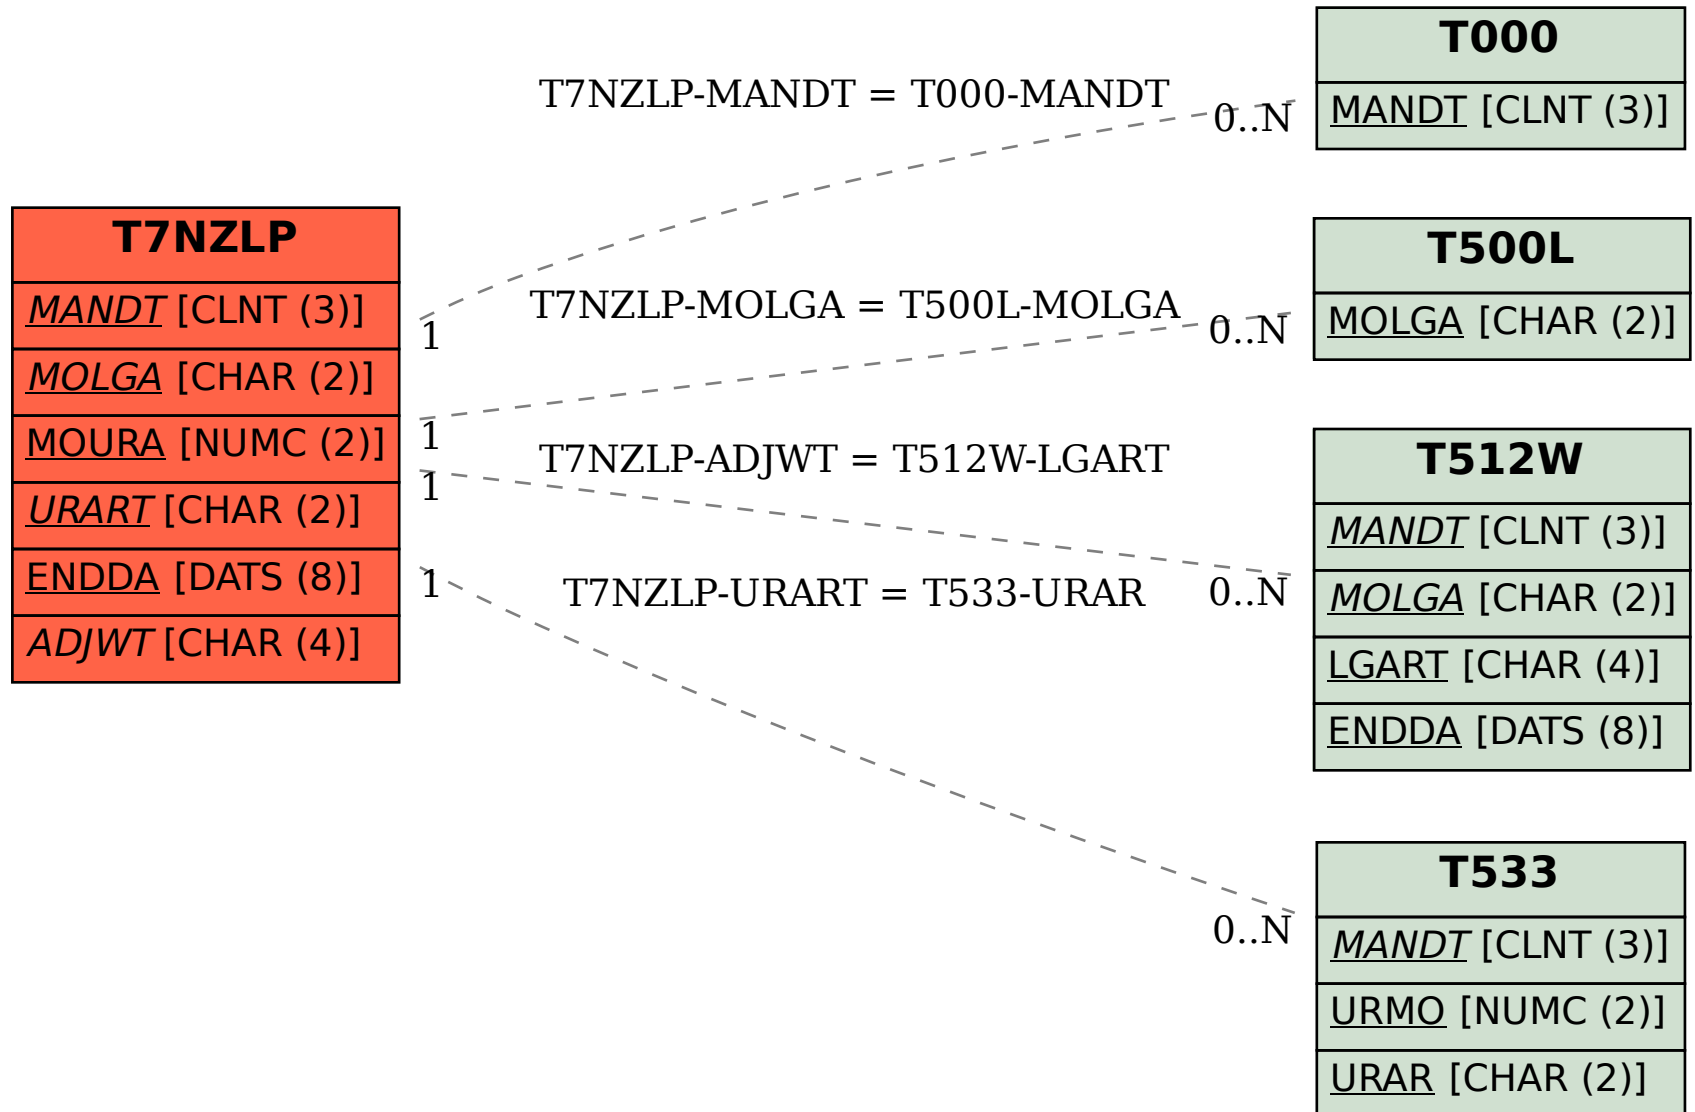 T7NZLP
MANDT [CLNT (3)]
MOLGA [CHAR (2)]
MOURA [NUMC (2)]
URART [CHAR (2)]
ENDDA [DATS (8)]
ADJWT [CHAR (4)]
T7NZLP-MANDT = T000-MANDT
0..N
1
T7NZLP-MOLGA = T500L-MOLGA
0..N
1
T7NZLP-ADJWT = T512W-LGART
1
0..N
T7NZLP-URART = T533-URAR
1
0..N
T000
MANDT [CLNT (3)]
T500L
MOLGA [CHAR (2)]
T512W
MANDT [CLNT (3)]
MOLGA [CHAR (2)]
LGART [CHAR (4)]
ENDDA [DATS (8)]
T533
MANDT [CLNT (3)]
URMO [NUMC (2)]
URAR [CHAR (2)]